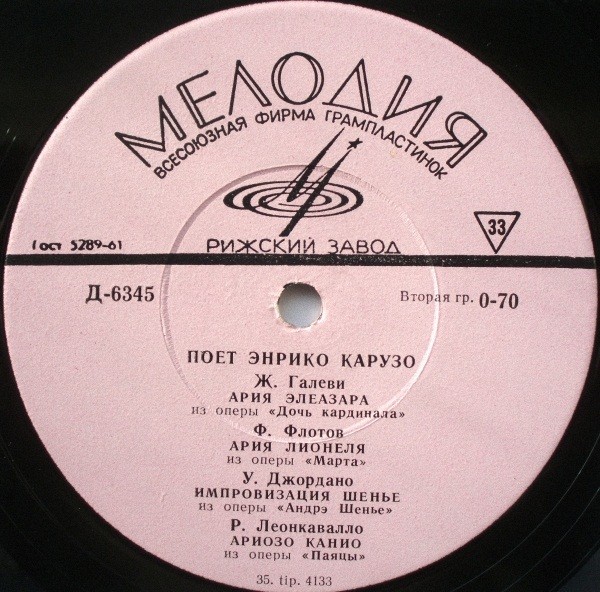 МЕЛОДИЯ
ВСЕСОЮЗНАЯ ФИРМА ГРАМПЛАСТИНОК
РИЖСКИЙ ЗАВОД
Гост 5289-61
33
Д-6345
Вторая гр. 0-70
ПОЕТ ЭНРИКО КАРУЗО
Ж. Галеви
АРИЯ ЭЛЕАЗАРА
из оперы «Дочь кардинала»
Ф. Флотов
АРИЯ ЛИОНЕЛЯ
из оперы «Марта»
У. Джордано
ИМПРОВИЗАЦИЯ ШЕНЬЕ
из оперы «Андрэ Шенье»
Р. Леонкавалло
АРИОЗО КАНИО
из оперы «Паяцы»
35. tip. 4133